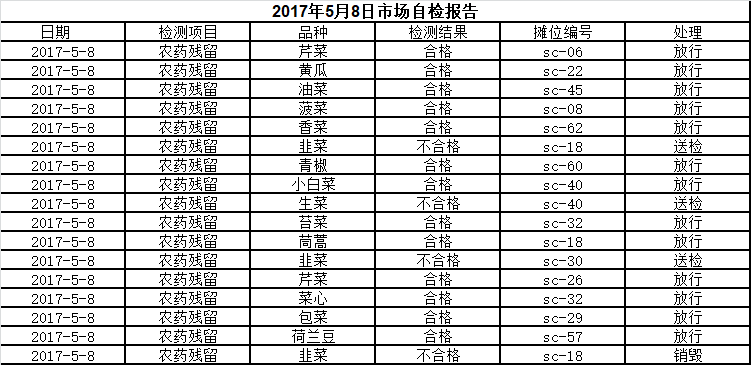 2017年5月8日市场自检报告
日期 检测项目 品种 检测结果 摊位编号 处理
2017-5-8 农药残留 芹菜 合格 sc-06 放行
2017-5-8 农药残留 黄瓜 合格 sc-22 放行
2017-5-8 农药残留 油菜 合格 sc-45 放行
2017-5-8 农药残留 菠菜 合格 sc-08 放行
2017-5-8 农药残留 香菜 合格 sc-62 放行
2017-5-8 农药残留 韭菜 不合格 sc-18 送检
2017-5-8 农药残留 青椒 合格 sc-60 放行
2017-5-8 农药残留 小白菜 合格 sc-40 放行
2017-5-8 农药残留 生菜 不合格 sc-40 送检
2017-5-8 农药残留 苔菜 合格 sc-32 放行
2017-5-8 农药残留 茼蒿 合格 sc-18 放行
2017-5-8 农药残留 韭菜 不合格 sc-30 送检
2017-5-8 农药残留 芹菜 合格 sc-26 放行
2017-5-8 农药残留 菜心 合格 sc-32 放行
2017-5-8 农药残留 包菜 合格 sc-29 放行
2017-5-8 农药残留 荷兰豆 合格 sc-57 放行
2017-5-8 农药残留 韭菜 不合格 sc-18 销毁